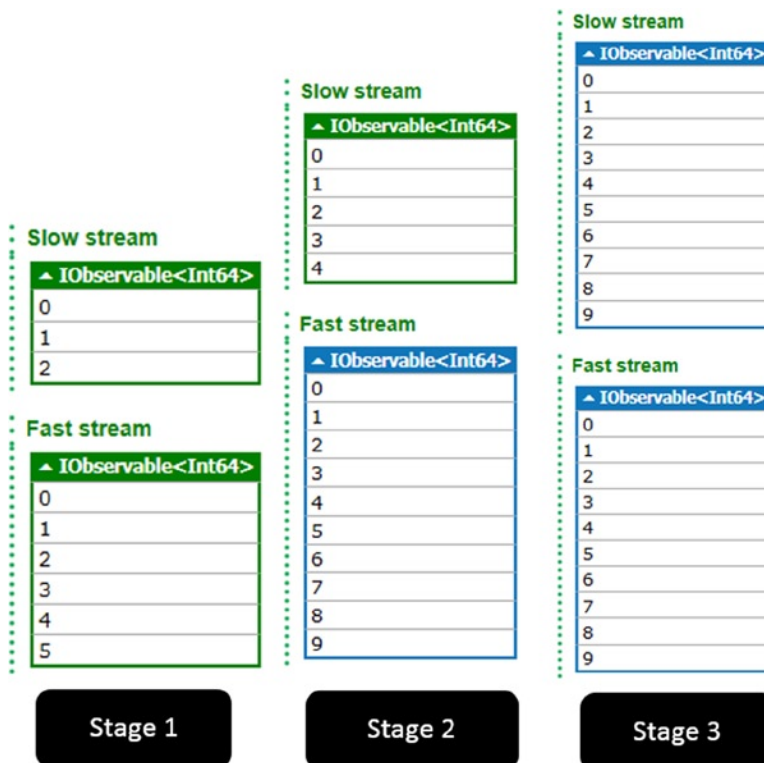 Slow stream
IObservable<Int64>
0
1
2
Fast stream
IObservable<Int64>
0
1
2
3
4
5
Stage 1
Slow stream
IObservable<Int64>
0
1
2
3
4
Fast stream
IObservable<Int64>
0
1
2
3
4
5
6
7
8
9
Stage 2
Slow stream
IObservable<Int64>
0
1
2
3
4
5
6
7
8
9
Fast stream
IObservable<Int64>
0
1
2
3
4
5
6
7
8
9
Stage 3